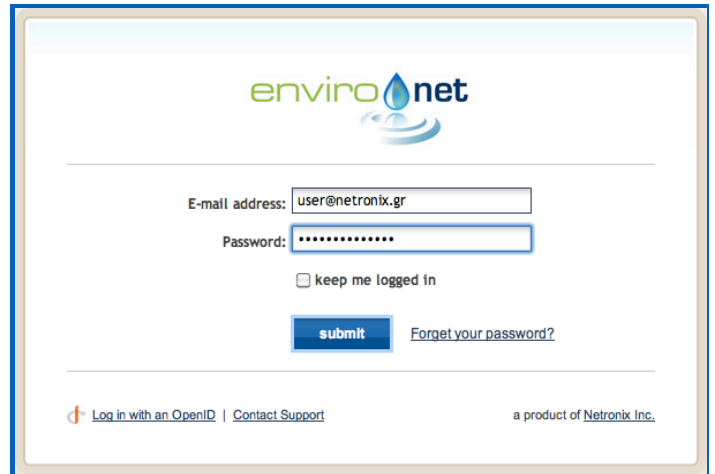 enviro net
E-mail address: user@netronix.gr
Password: ••••••••••••••
keep me logged in
submit Forget your password?
Log in with an OpenID | Contact Support a product of Netronix Inc.